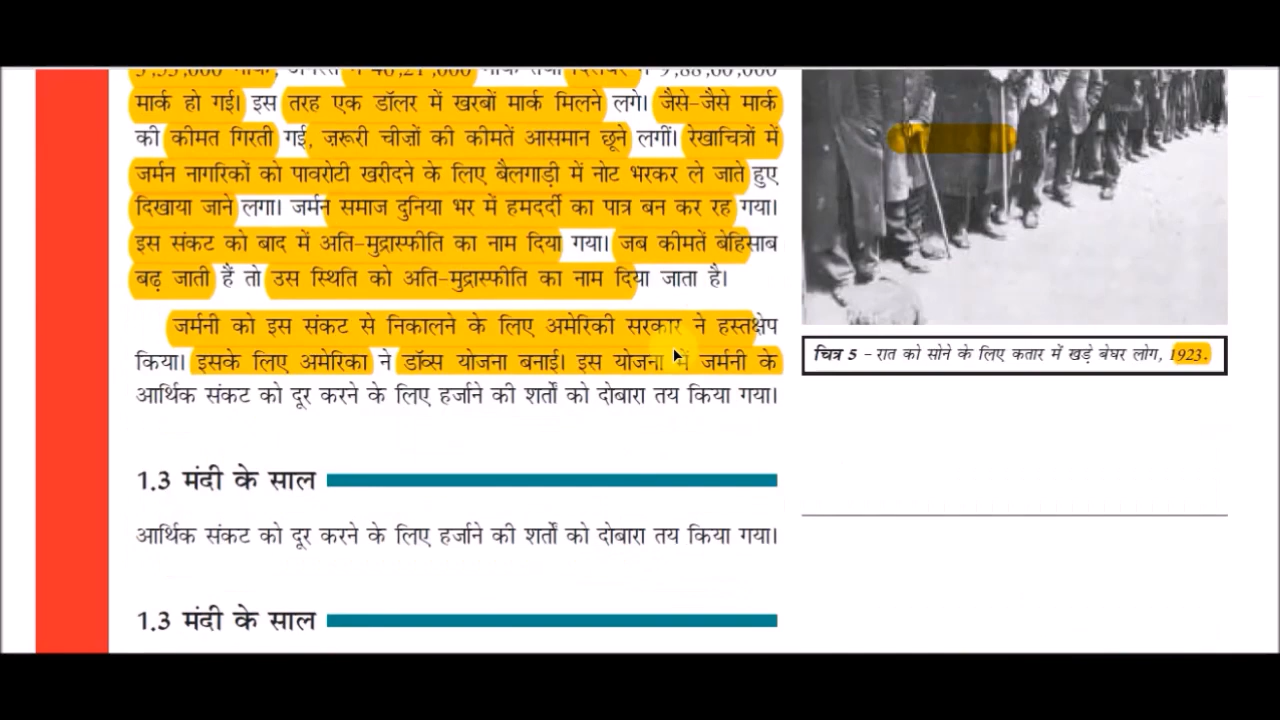 मार्क हो गई। इस तरह एक डॉलर में खरबों मार्क मिलने लगे। जैसे-जैसे मार्क
की कीमत गिरती गई, ज़रूरी चीज़ों की कीमतें आसमान छूने लगीं। रेखाचित्रों में
जर्मन नागरिकों को पावरोटी खरीदने के लिए बैलगाड़ी में नोट भरकर ले जाते हुए
दिखाया जाने लगा। जर्मन समाज दुनिया भर में हमदर्दी का पात्र बन कर रह गया।
इस संकट को बाद में अति-मुद्रास्फीति का नाम दिया गया। जब कीमतें बेहिसाब
बढ़ जाती हैं तो उस स्थिति को अति-मुद्रास्फीति का नाम दिया जाता है।
जर्मनी को इस संकट से निकालने के लिए अमेरिकी सरकार ने हस्तक्षेप
किया। इसके लिए अमेरिका ने डॉव्स योजना बनाई। इस योजना में जर्मनी के
आर्थिक संकट को दूर करने के लिए हर्जाने की शर्तों को दोबारा तय किया गया।
1.3 मंदी के साल
आर्थिक संकट को दूर करने के लिए हर्जाने की शर्तों को दोबारा तय किया गया।
1.3 मंदी के साल
चित्र 5 - रात को सोने के लिए कतार में खड़े बेघर लोग, 1923.